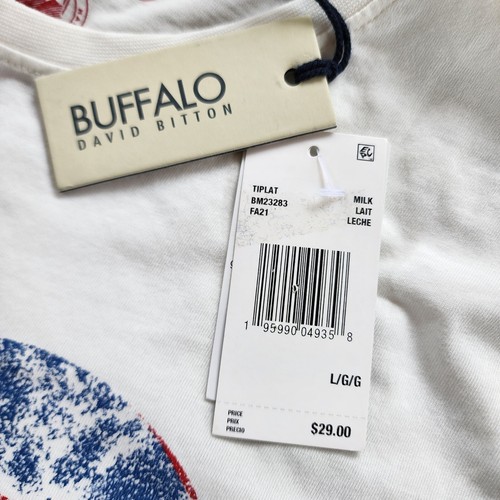 BUFFALO
DAVID BITTON
TIPLAT
BM23283
FA21
MILK
LAIT
LECHE
1 95990 04935 8
L/G/G
PRICE
PRIX
PRECIO
$29.00